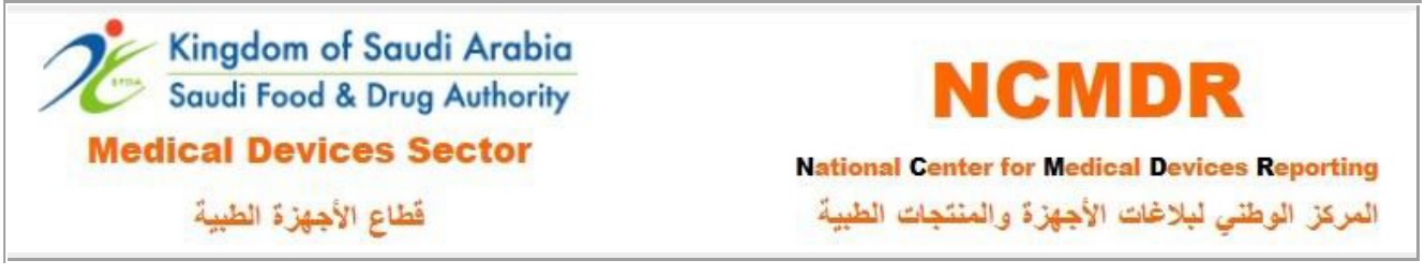 Kingdom of Saudi Arabia
Saudi Food & Drug Authority
SFDA
Medical Devices Sector
قطاع الأجهزة الطبية
NCMDR
National Center for Medical Devices Reporting
المركز الوطني لبلاغات الأجهزة والمنتجات الطبية